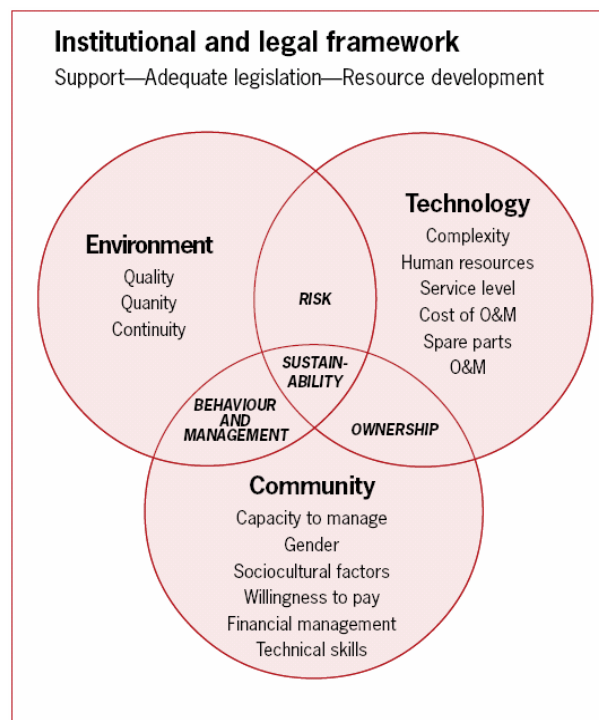 Institutional and legal framework
Support—Adequate legislation—Resource development
Environment
Quality
Quanity
Continuity
Technology
Complexity
Human resources
Service level
Cost of O&M
Spare parts
O&M
RISK
SUSTAIN-
ABILITY
BEHAVIOUR
AND
MANAGEMENT
OWNERSHIP
Community
Capacity to manage
Gender
Sociocultural factors
Willingness to pay
Financial management
Technical skills